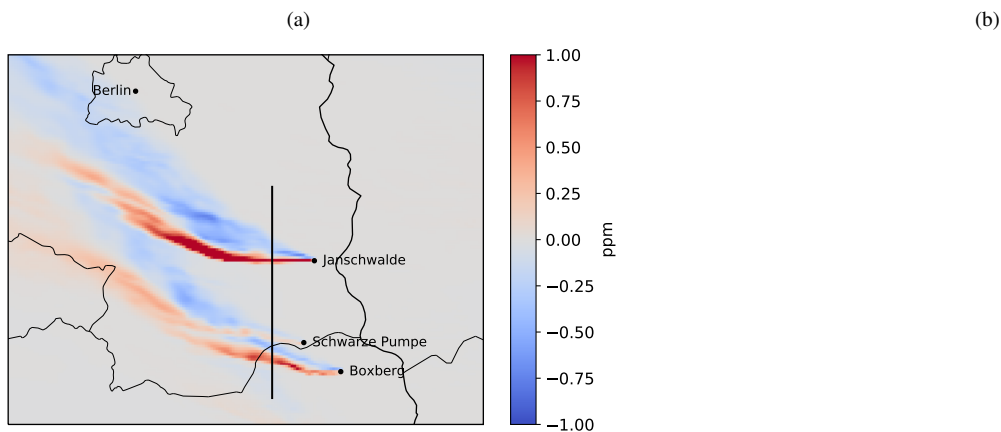 (a)
(b)
Berlin
Janschwalde
Schwarze Pumpe
Boxberg
1.00
0.75
0.50
0.25
0.00
−0.25
−0.50
−0.75
−1.00
ppm